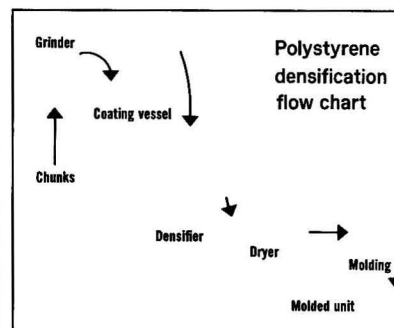 Polystyrene
densification
flow chart
Grinder
Coating vessel
Chunks
Densifier
Dryer
Molding
Molded unit